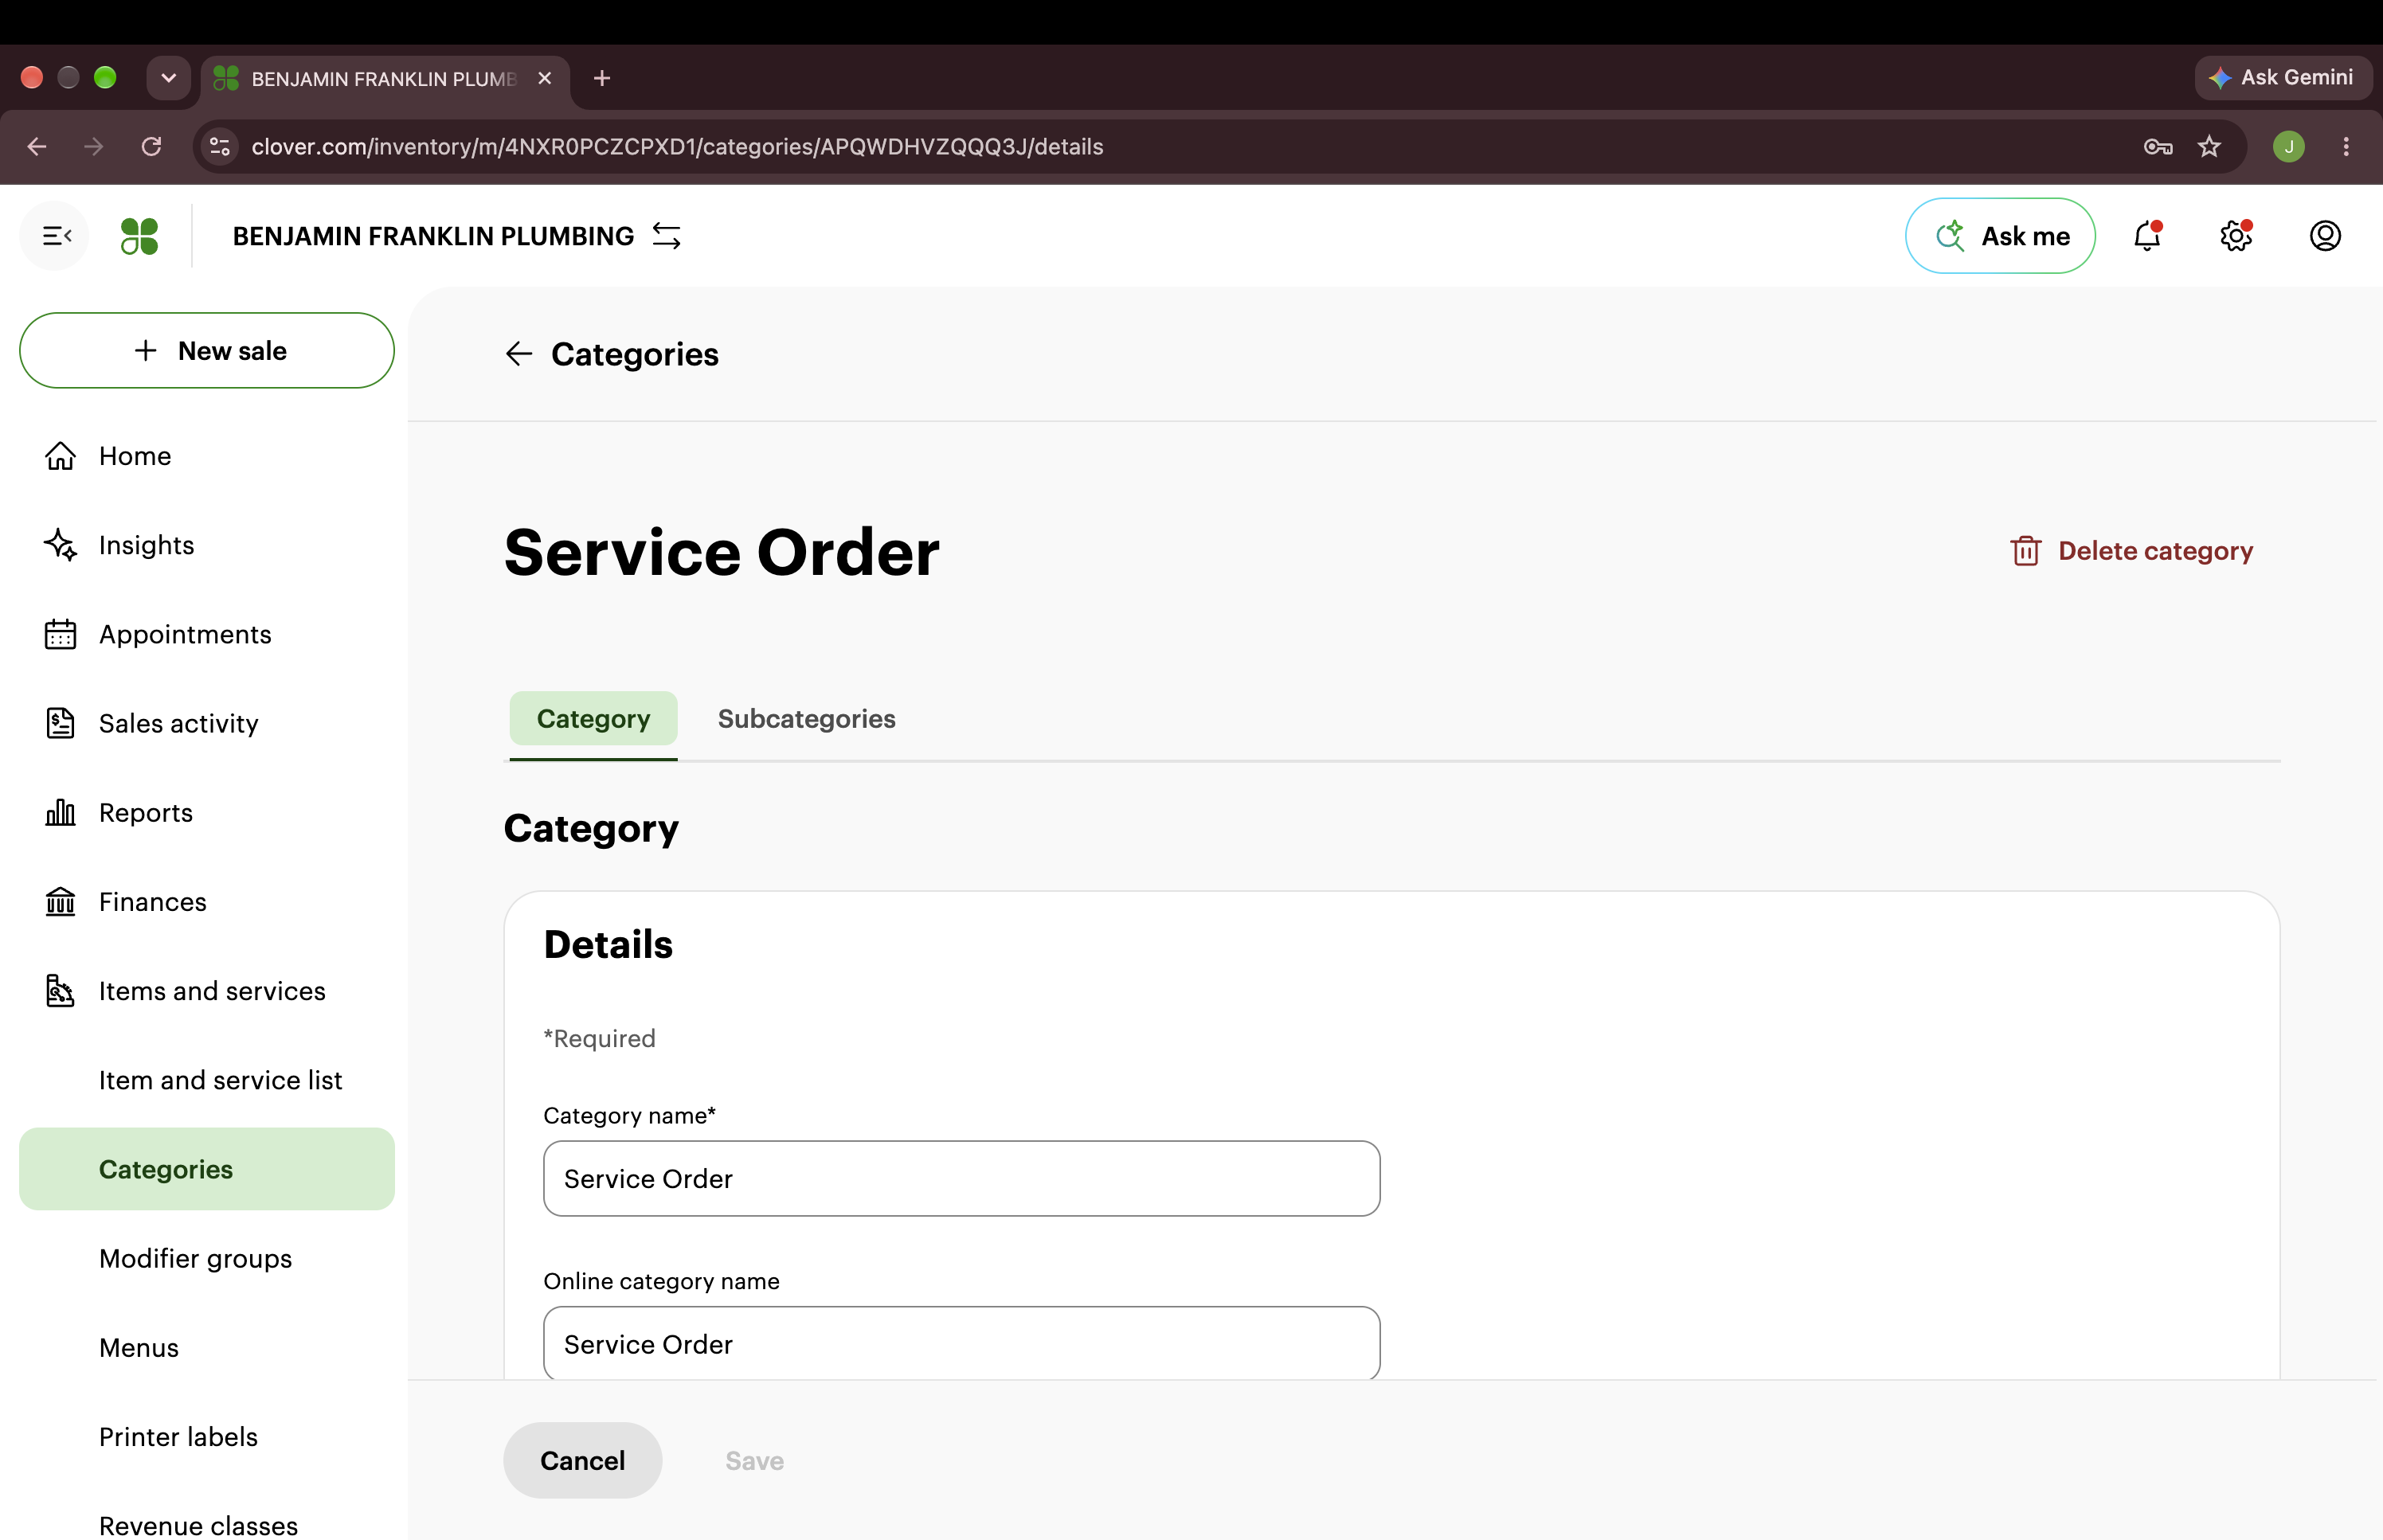 BENJAMIN FRANKLIN PLUMB
Ask Gemini
clover.com/inventory/m/4NXR0PCZCPXD1/categories/APQWDHVZQQQ3J/details
J
BENJAMIN FRANKLIN PLUMBING
Ask me
New sale
Home
Insights
Appointments
Sales activity
Reports
Finances
Items and services
Item and service list
Categories
Modifier groups
Menus
Printer labels
Revenue classes
Categories
Service Order
Delete category
Category
Subcategories
Category
Details
*Required
Category name*
Service Order
Online category name
Service Order
Cancel
Save